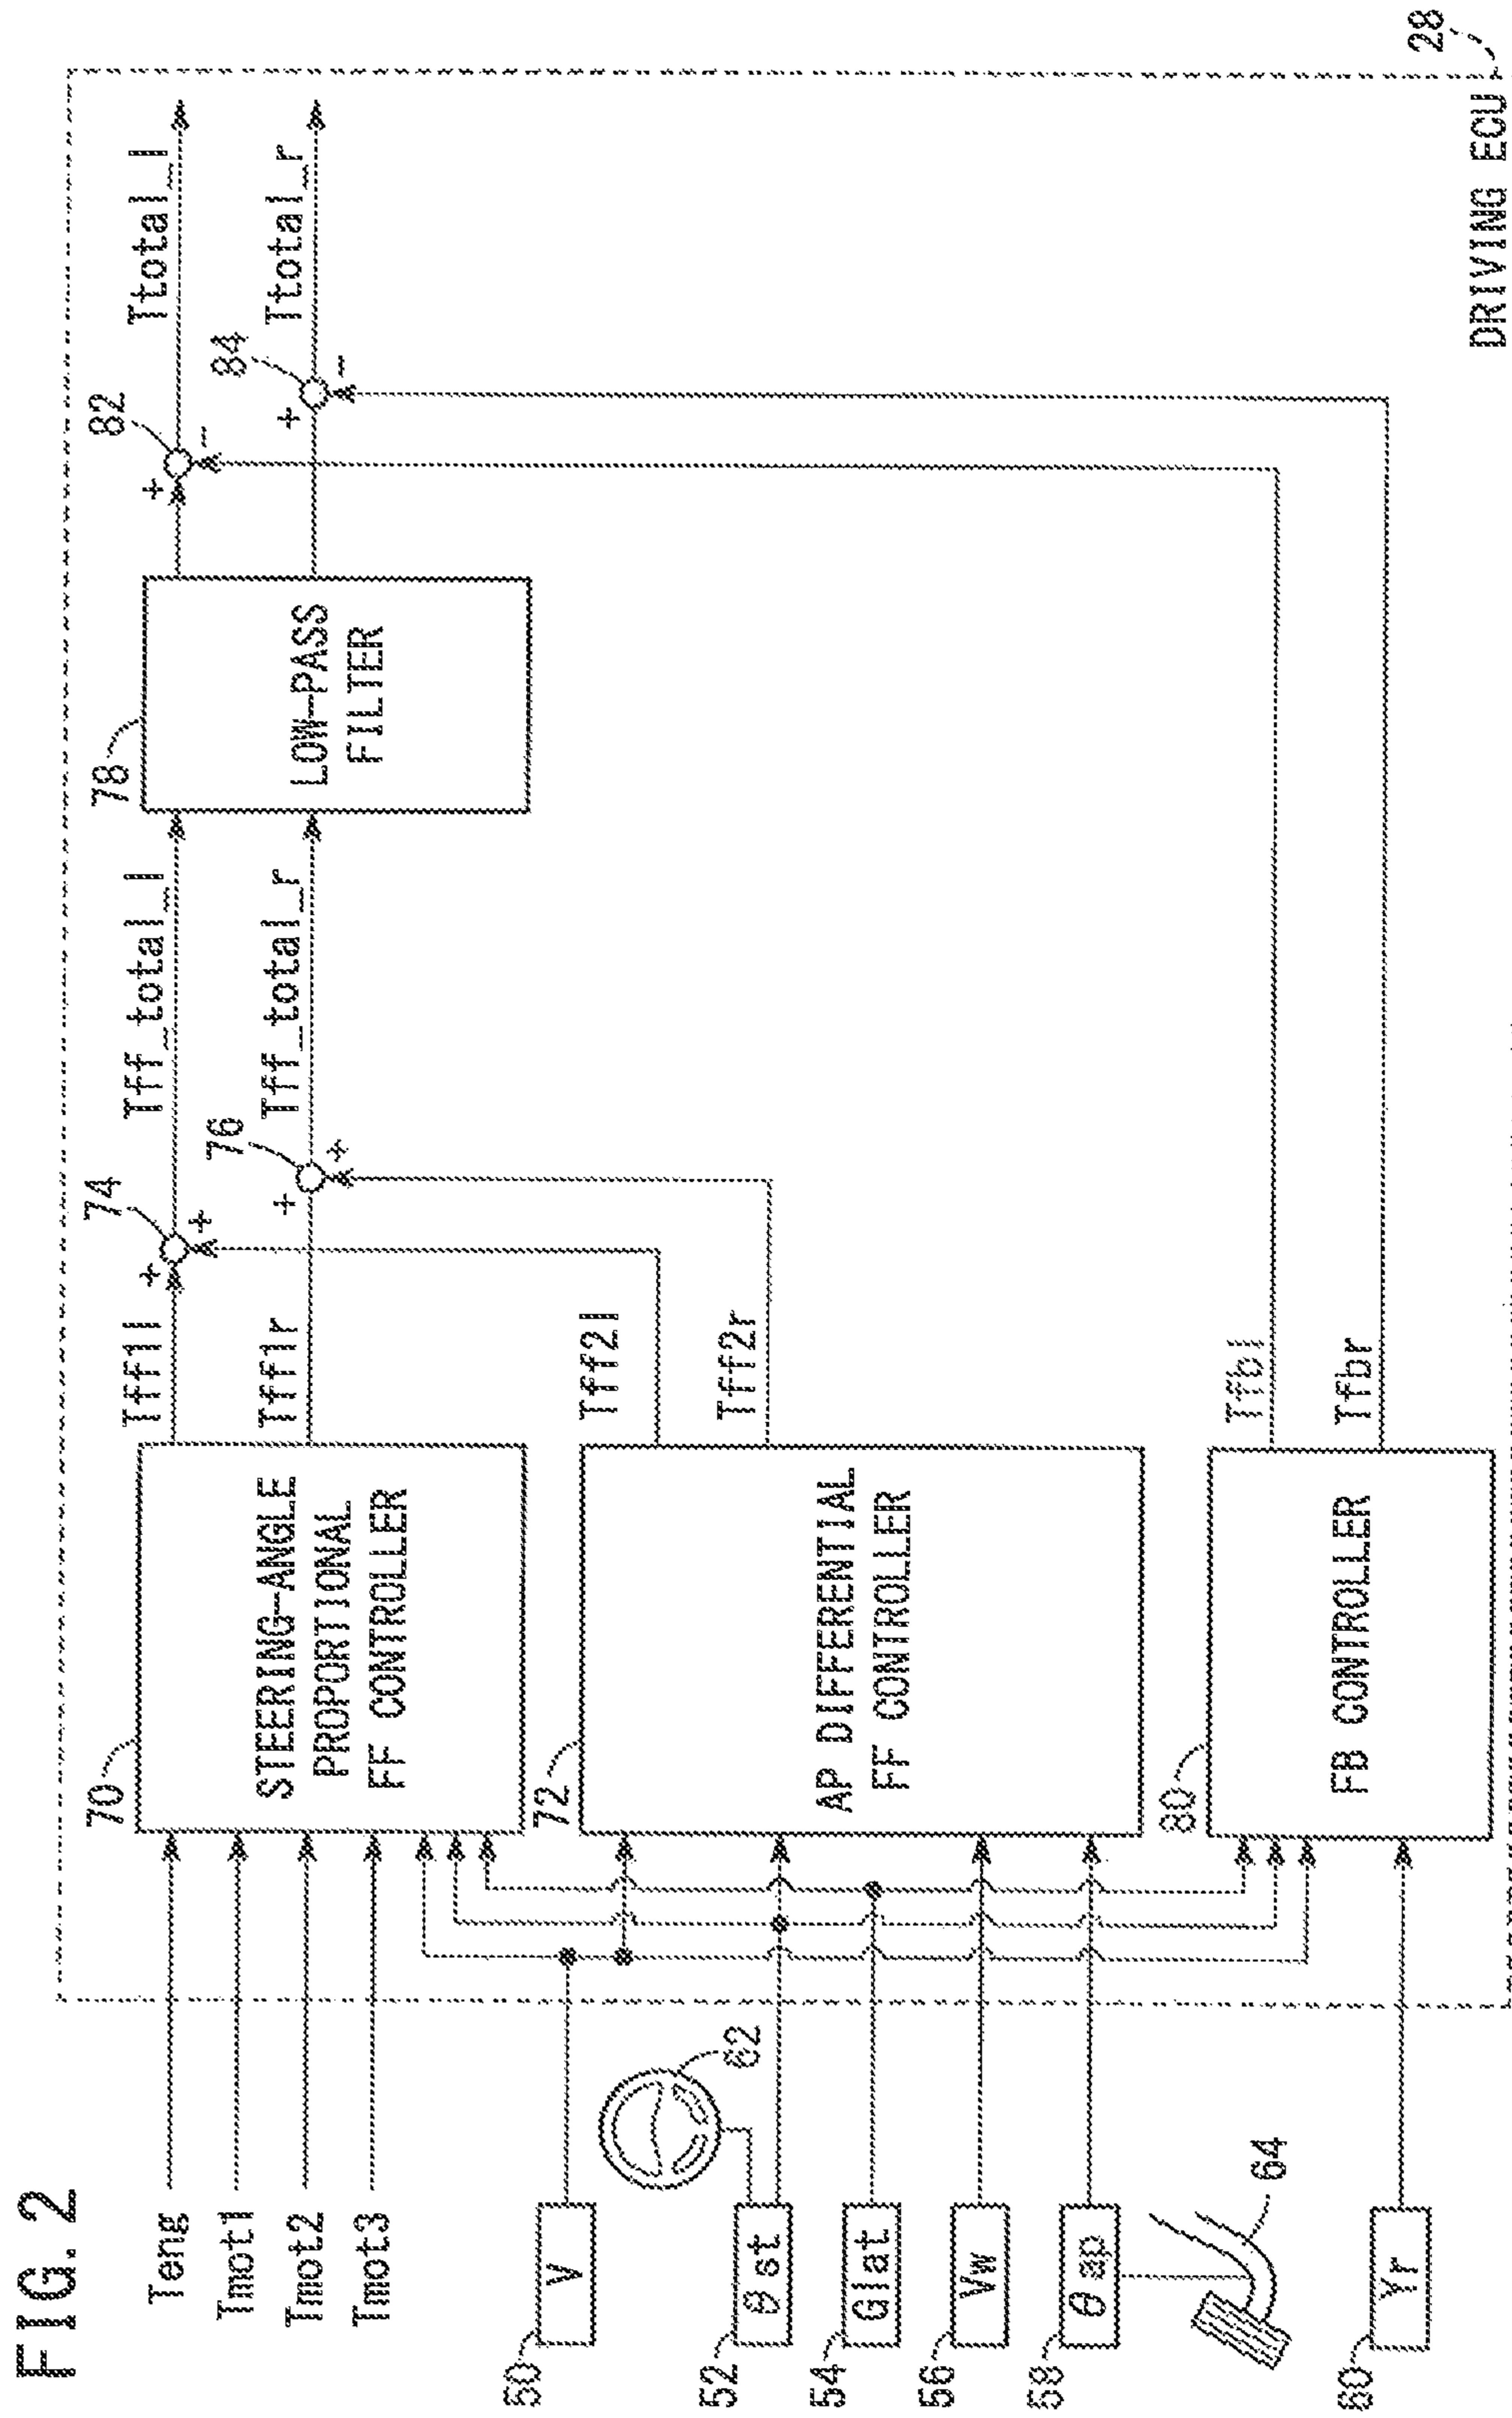 FIG. 2
Teng
Tmot1
Tmot2
Tmot3
50
V
62
52
θst
54
Glat
56
Vw
58
θap
64
60
Yr
70
STEERING-ANGLE
PROPORTIONAL
FF CONTROLLER
72
AP DIFFERENTIAL
FF CONTROLLER
80
FB CONTROLLER
Tff1l
Tff1r
Tff2l
Tff2r
Tfbl
Tfbr
74
+
+
76
+
+
Tff_total_l
Tff_total_r
78
LOW-PASS
FILTER
82
+
-
84
+
-
Ttotal_l
Ttotal_r
DRIVING ECU
28